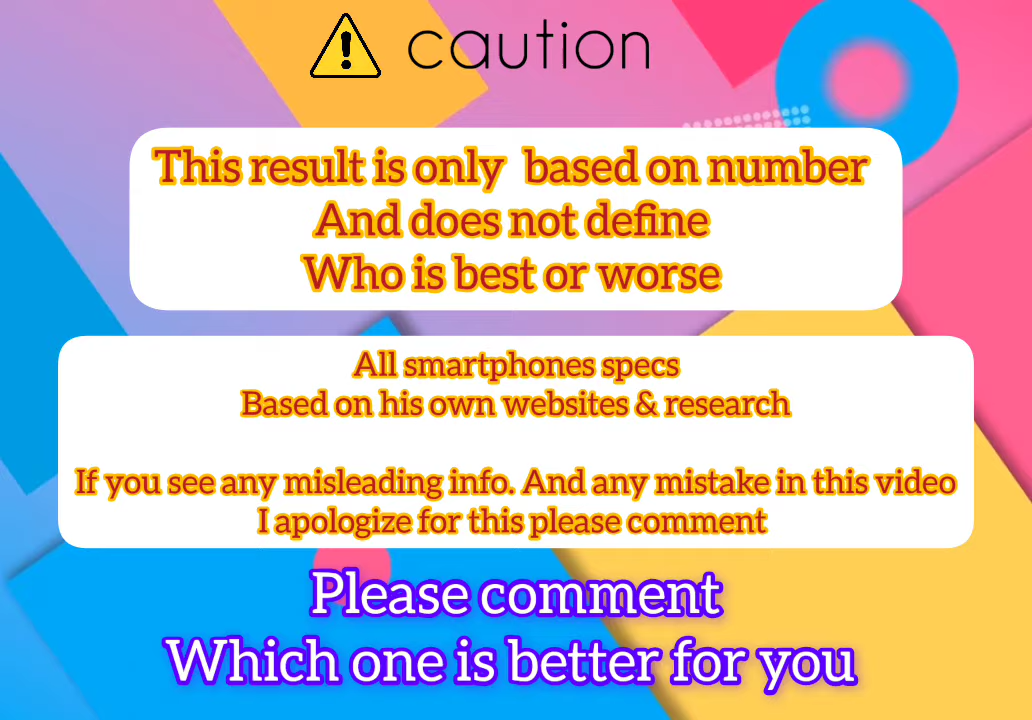 caution
This result is only based on number
And does not define
Who is best or worse
All smartphones specs
Based on his own websites & research
If you see any misleading info. And any mistake in this video
I apologize for this please comment
Please comment
Which one is better for you